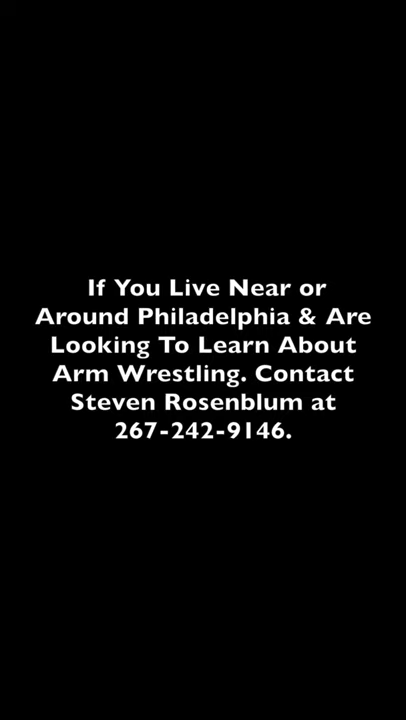 If You Live Near or
Around Philadelphia & Are
Looking To Learn About
Arm Wrestling. Contact
Steven Rosenblum at
267-242-9146.